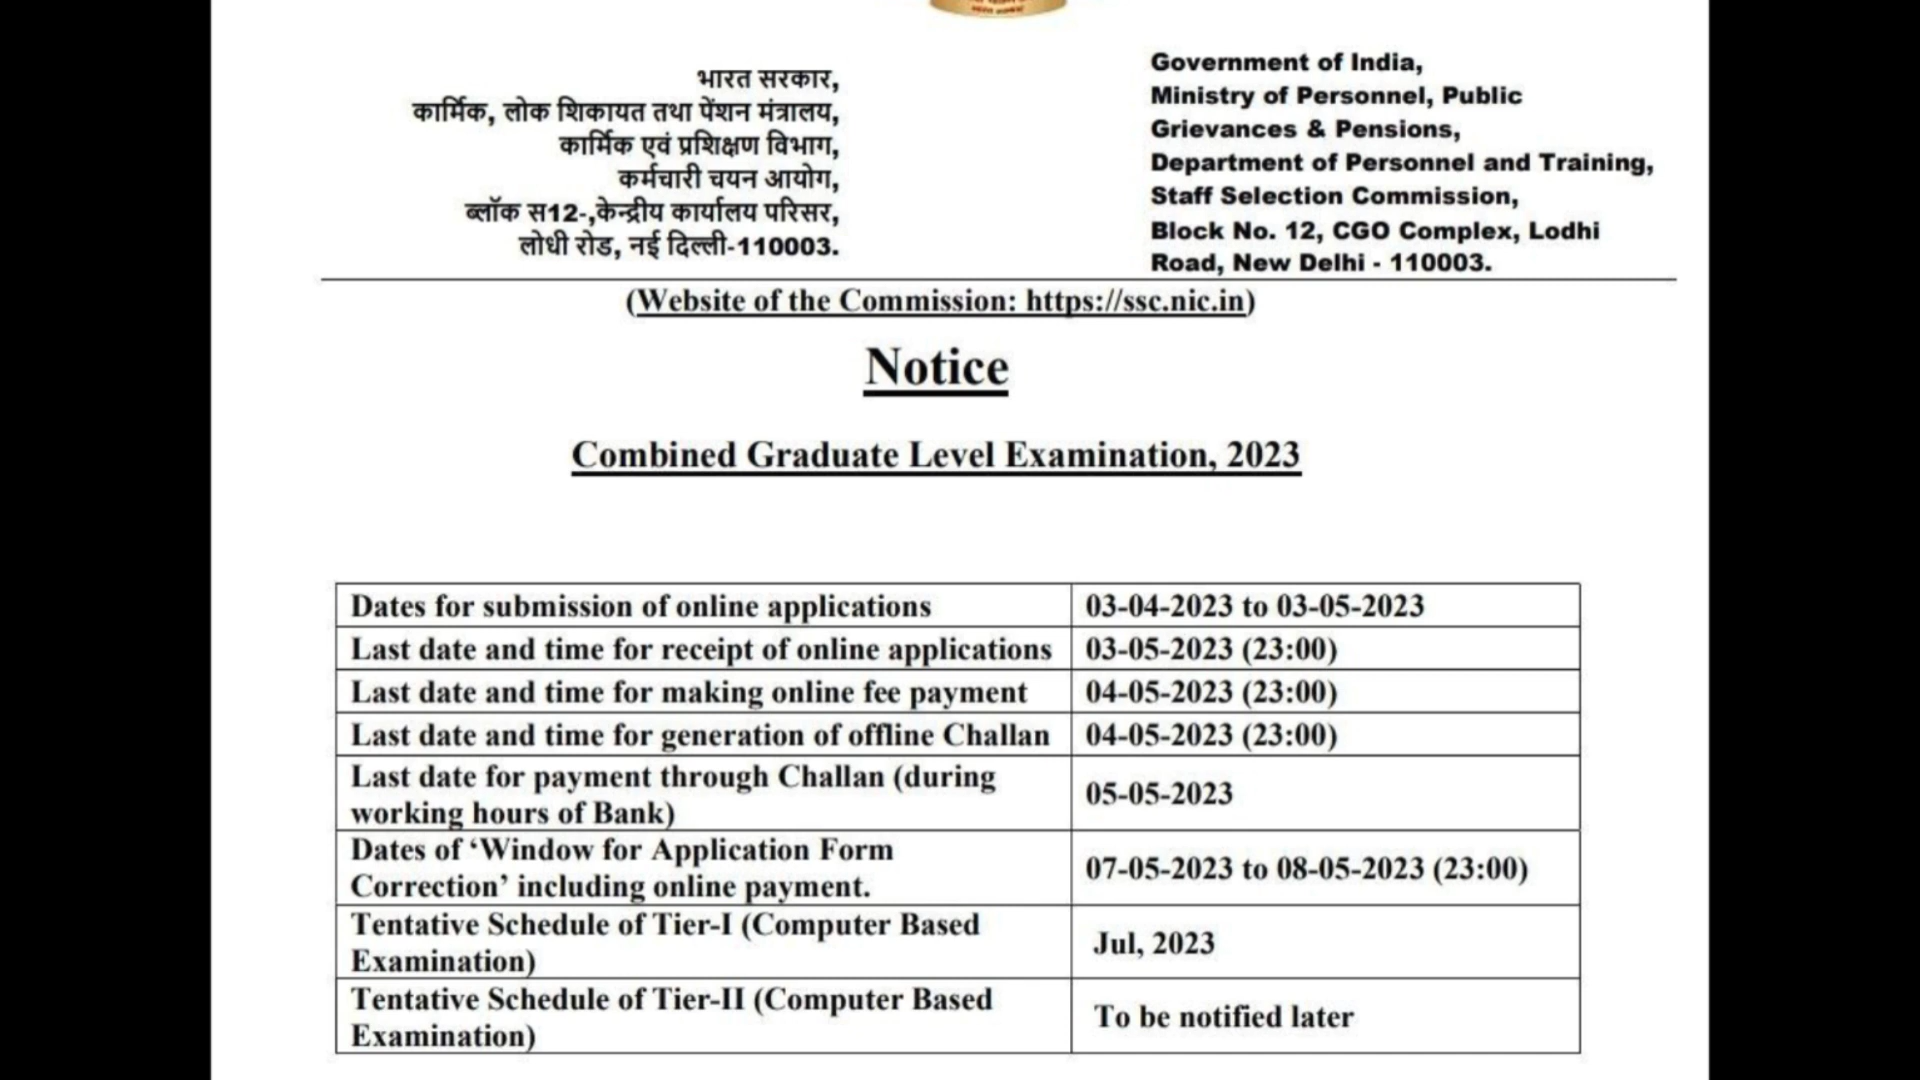 भारत सरकार,
कार्मिक, लोक शिकायत तथा पेंशन मंत्रालय,
कार्मिक एवं प्रशिक्षण विभाग,
कर्मचारी चयन आयोग,
ब्लॉक स12-,केन्द्रीय कार्यालय परिसर,
लोधी रोड, नई दिल्ली-110003.
Government of India,
Ministry of Personnel, Public
Grievances & Pensions,
Department of Personnel and Training,
Staff Selection Commission,
Block No. 12, CGO Complex, Lodhi
Road, New Delhi - 110003.
(Website of the Commission: https://ssc.nic.in)
Notice
Combined Graduate Level Examination, 2023
Dates for submission of online applications 03-04-2023 to 03-05-2023
Last date and time for receipt of online applications 03-05-2023 (23:00)
Last date and time for making online fee payment 04-05-2023 (23:00)
Last date and time for generation of offline Challan 04-05-2023 (23:00)
Last date for payment through Challan (during
working hours of Bank)
05-05-2023
Dates of ‘Window for Application Form
Correction’ including online payment.
07-05-2023 to 08-05-2023 (23:00)
Tentative Schedule of Tier-I (Computer Based
Examination)
Jul, 2023
Tentative Schedule of Tier-II (Computer Based
Examination)
To be notified later